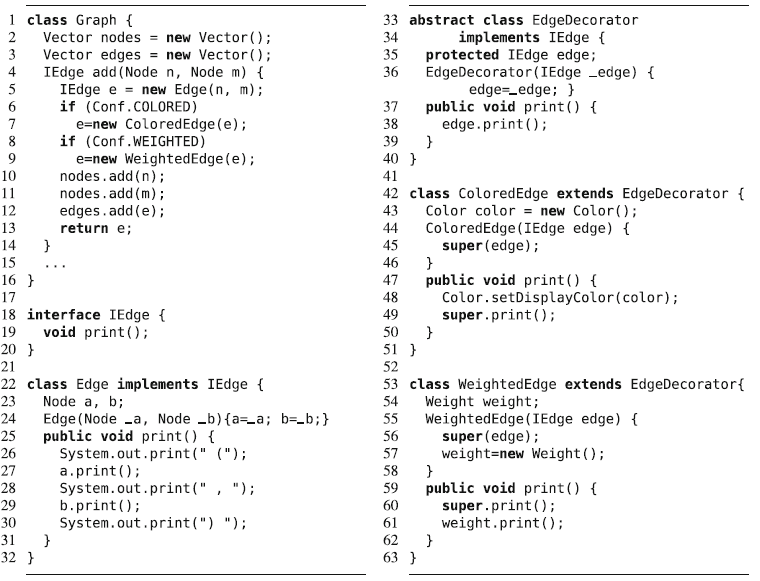 1 class Graph {
2 Vector nodes = new Vector();
3 Vector edges = new Vector();
4 IEdge add(Node n, Node m) {
5 IEdge e = new Edge(n, m);
6 if (Conf.COLORED)
7 e=new ColoredEdge(e);
8 if (Conf.WEIGHTED)
9 e=new WeightedEdge(e);
10 nodes.add(n);
11 nodes.add(m);
12 edges.add(e);
13 return e;
14 }
15 ...
16 }
17
18 interface IEdge {
19 void print();
20 }
21
22 class Edge implements IEdge {
23 Node a, b;
24 Edge(Node _a, Node _b){a=_a; b=_b;}
25 public void print() {
26 System.out.print(" (");
27 a.print();
28 System.out.print(" , ");
29 b.print();
30 System.out.print(") ");
31 }
32 }
33 abstract class EdgeDecorator
34 implements IEdge {
35 protected IEdge edge;
36 EdgeDecorator(IEdge _edge) {
edge=_edge; }
37 public void print() {
38 edge.print();
39 }
40 }
41
42 class ColoredEdge extends EdgeDecorator {
43 Color color = new Color();
44 ColoredEdge(IEdge edge) {
45 super(edge);
46 }
47 public void print() {
48 Color.setDisplayColor(color);
49 super.print();
50 }
51 }
52
53 class WeightedEdge extends EdgeDecorator{
54 Weight weight;
55 WeightedEdge(IEdge edge) {
56 super(edge);
57 weight=new Weight();
58 }
59 public void print() {
60 super.print();
61 weight.print();
62 }
63 }